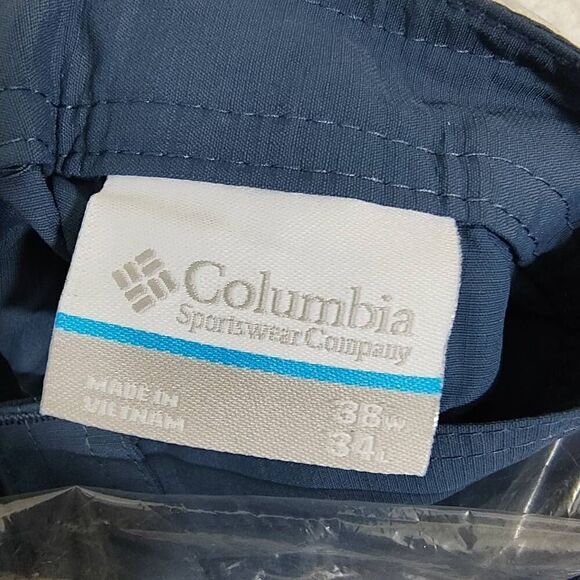 Columbia
Sportswear Company
MADE IN
VIETNAM
38W.
34L.